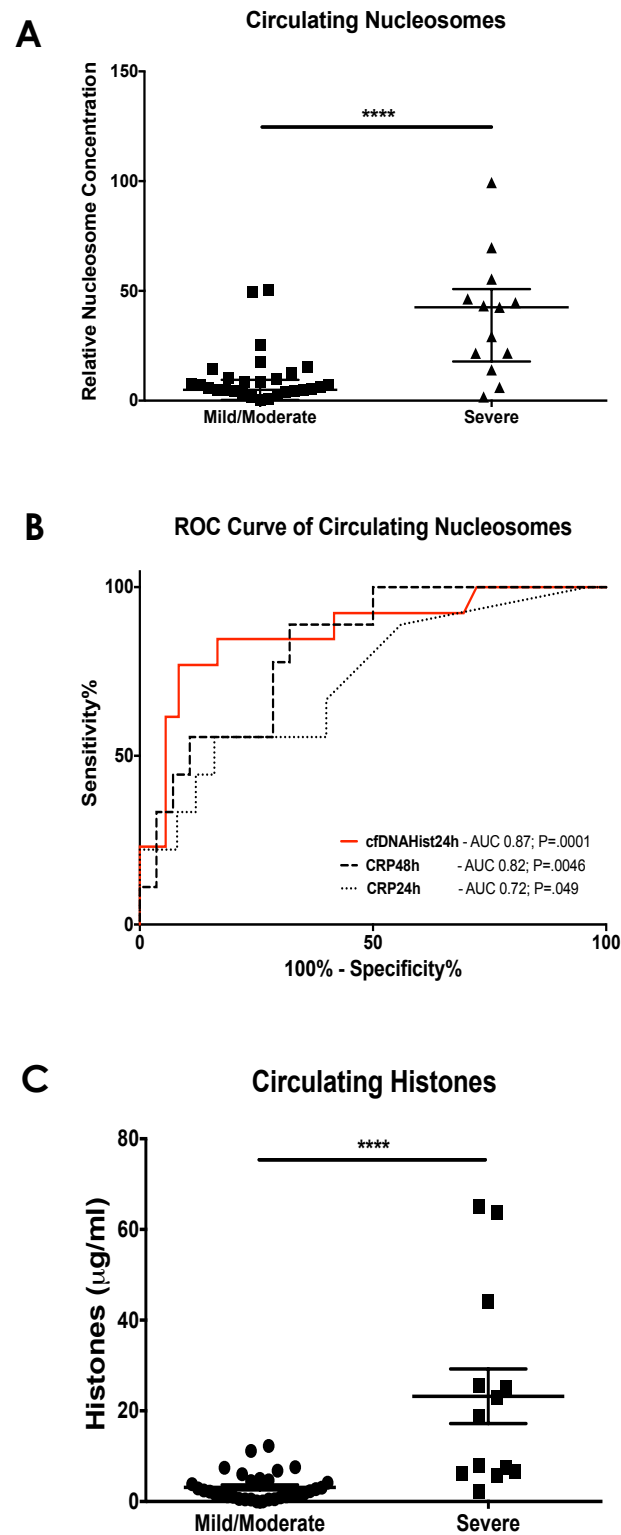 A
Circulating Nucleosomes
Relative Nucleosome Concentration
150
100
50
0
****
Mild/Moderate
Severe
B
ROC Curve of Circulating Nucleosomes
Sensitivity%
100
50
0
cfDNAHist24h - AUC 0.87; P=.0001
CRP48h - AUC 0.82; P=.0046
CRP24h - AUC 0.72; P=.049
0
50
100
100% - Specificity%
C
Circulating Histones
Histones (μg/ml)
80
60
40
20
0
****
Mild/Moderate
Severe